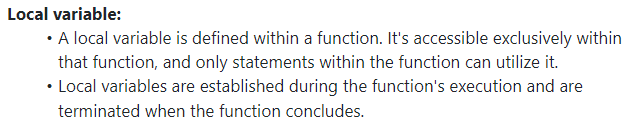 Local variable:
• A local variable is defined within a function. It's accessible exclusively within
that function, and only statements within the function can utilize it.
• Local variables are established during the function's execution and are
terminated when the function concludes.